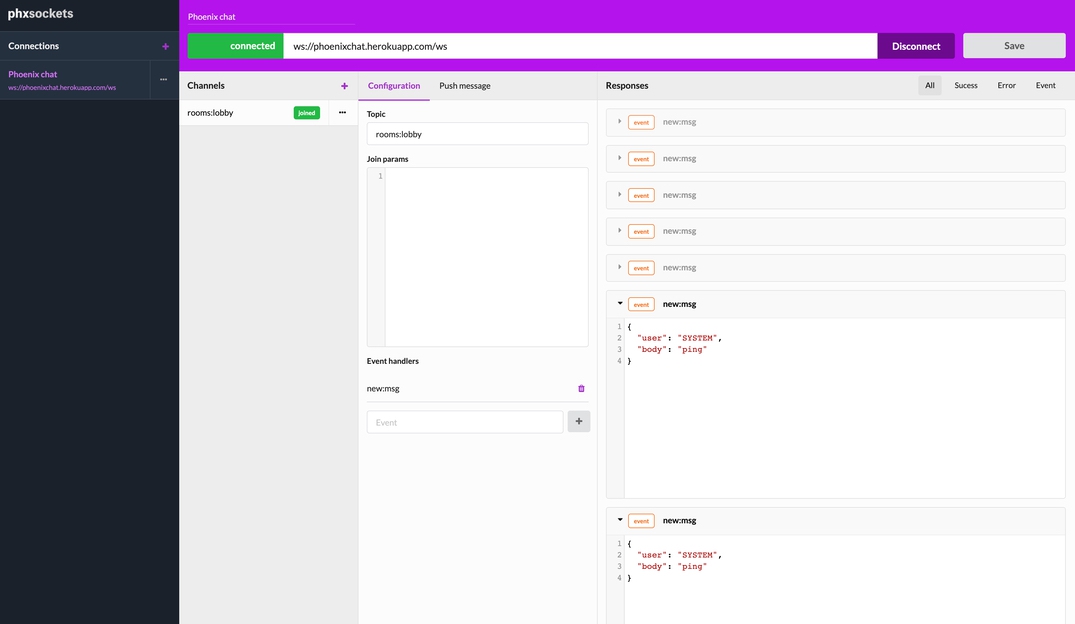 phxsockets
Connections +
Phoenix chat
ws://phoenixchat.herokuapp.com/ws
...
Phoenix chat
connected
ws://phoenixchat.herokuapp.com/ws
Disconnect
Save
Channels +
rooms:lobby
joined
...
Configuration
Push message
Topic
rooms:lobby
Join params
1
Event handlers
new:msg
Event
+
Responses
All
Sucess
Error
Event
event new:msg
event new:msg
event new:msg
event new:msg
event new:msg
event new:msg
1 {
2 "user": "SYSTEM",
3 "body": "ping"
4 }
event new:msg
1 {
2 "user": "SYSTEM",
3 "body": "ping"
4 }